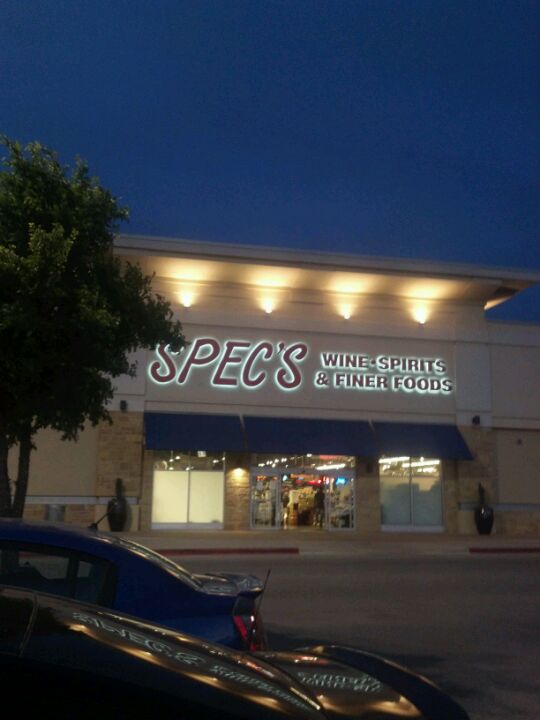 SPEC'S
WINE • SPIRITS
& FINER FOODS